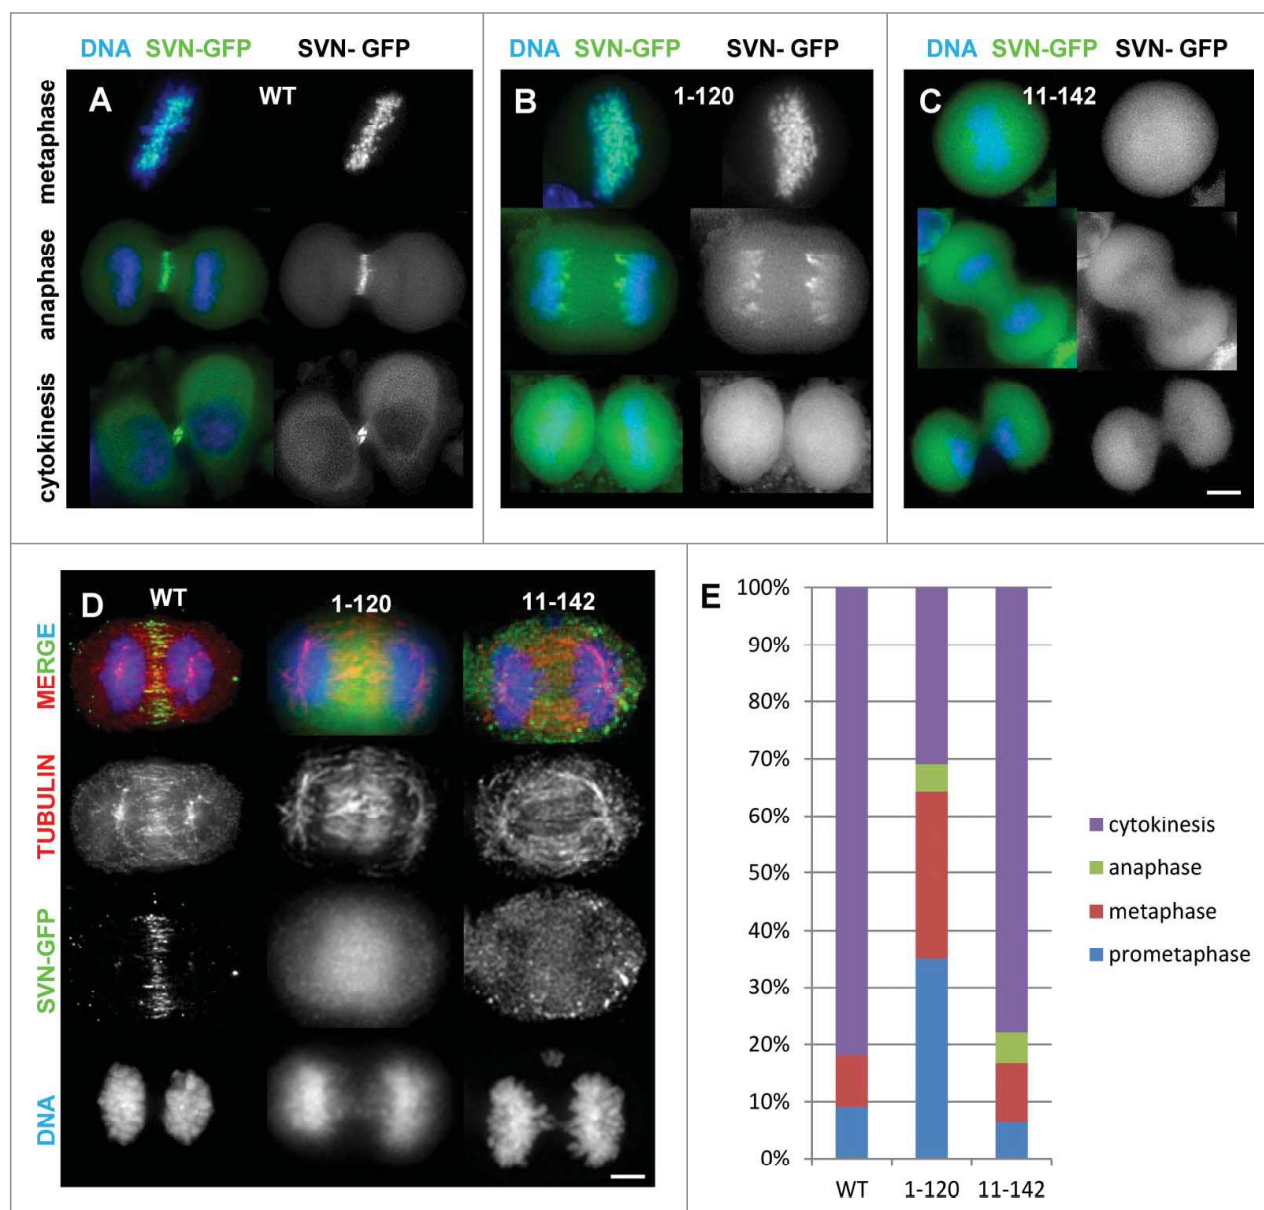 DNA SVN-GFP SVN- GFP
DNA SVN-GFP SVN- GFP
DNA SVN-GFP SVN- GFP
A WT
B 1-120
C 11-142
metaphase
anaphase
cytokinesis
D WT 1-120 11-142
MERGE
TUBULIN
SVN-GFP
DNA
E
100%
90%
80%
70%
60%
50%
40%
30%
20%
10%
0%
WT 1-120 11-142
cytokinesis
anaphase
metaphase
prometaphase